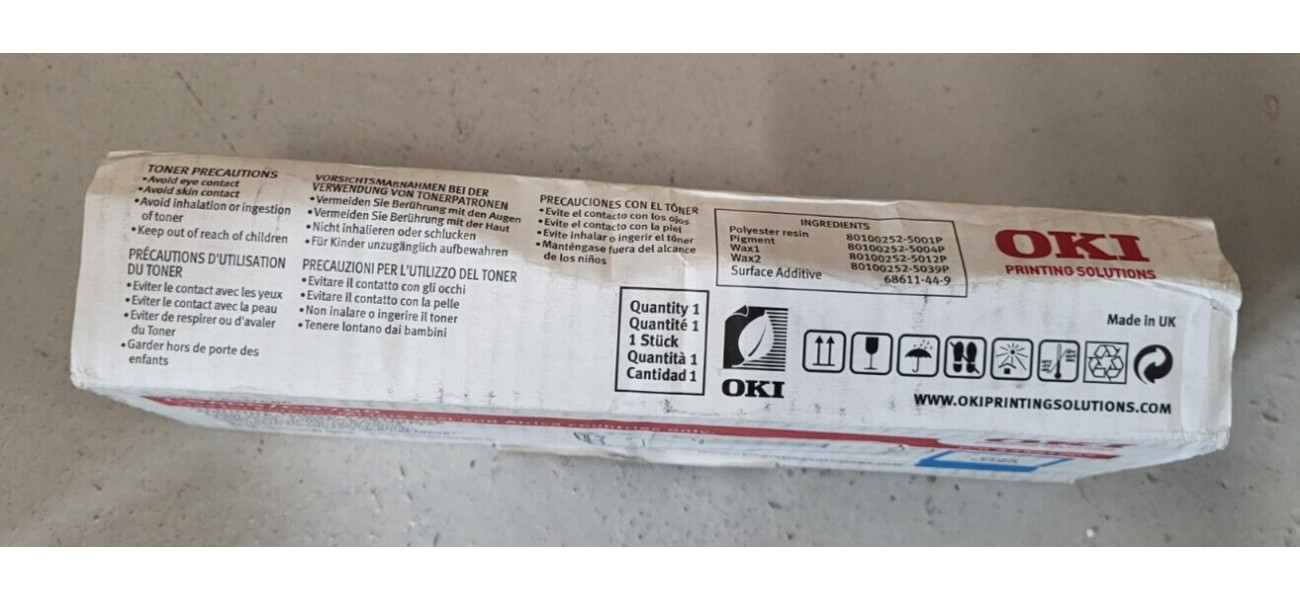 TONER PRECAUTIONS
•Avoid eye contact
•Avoid skin contact
•Avoid inhalation or ingestion
of toner
•Keep out of reach of children
PRÉCAUTIONS D'UTILISATION
DU TONER
•Eviter le contact avec les yeux
•Eviter le contact avec la peau
•Eviter de respirer ou d'avaler
du Toner
•Garder hors de porte des
enfants
VORSICHTSMAßNAHMEN BEI DER
VERWENDUNG VON TONERPATRONEN
•Vermeiden Sie Berührung mit den Augen
•Vermeiden Sie Berührung mit der Haut
•Nicht inhalieren oder schlucken
•Für Kinder unzugänglich aufbewahren
PRECAUZIONI PER L'UTILIZZO DEL TONER
•Evitare il contatto con gli occhi
•Evitare il contatto con la pelle
•Non inalare o ingerire il toner
•Tenere lontano dai bambini
PRECAUCIONES CON EL TÓNER
•Evite el contacto con los ojos
•Evite el contacto con la piel
•Evite inhalar o ingerir el tóner
•Manténgase fuera del alcance
de los niños
INGREDIENTS
Polyester resin 80100252-5001P
Pigment 80100252-5004P
Wax1 80100252-5012P
Wax2 80100252-5039P
Surface Additive 68611-44-9
OKI
PRINTING SOLUTIONS
Quantity 1
Quantité 1
1 Stück
Quantità 1
Cantidad 1
OKI
Made in UK
WWW.OKIPRINTINGSOLUTIONS.COM
and Africa countries only
OKI